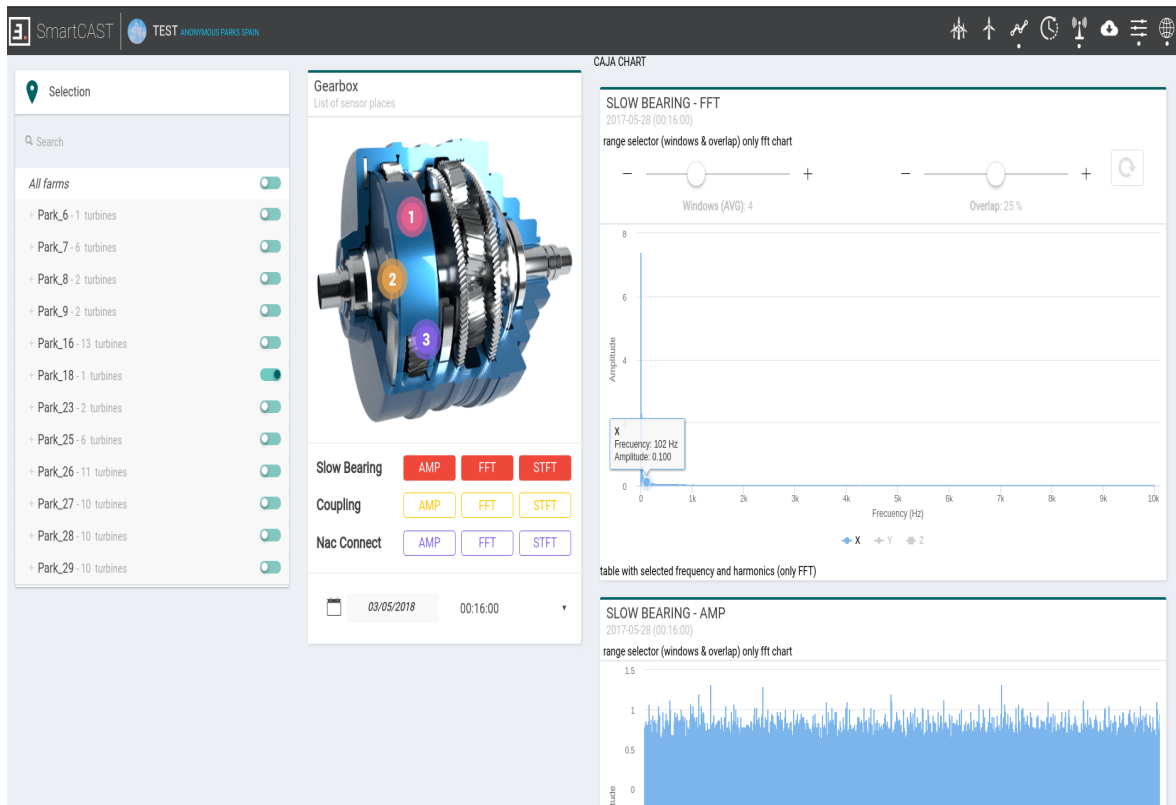 3. SmartCAST TEST ANONYMOUS PARKS SPAIN
Selection
Search
All farms
+ Park_6 - 1 turbines
+ Park_7 - 6 turbines
+ Park_8 - 2 turbines
+ Park_9 - 2 turbines
+ Park_16 - 13 turbines
+ Park_18 - 1 turbines
+ Park_23 - 2 turbines
+ Park_25 - 6 turbines
+ Park_26 - 11 turbines
+ Park_27 - 10 turbines
+ Park_28 - 10 turbines
+ Park_29 - 10 turbines
Gearbox
List of sensor places
1
2
3
Slow Bearing AMP FFT STFT
Coupling AMP FFT STFT
Nac Connect AMP FFT STFT
03/05/2018 00:16:00
CAJA CHART
SLOW BEARING - FFT
2017-05-28 (00:16:00)
range selector (windows & overlap) only fft chart
− + − +
Windows (AVG): 4 Overlap: 25 %
8
6
4
0
Amplitude
X
Frecuency: 102 Hz
Amplitude: 0.100
0 1k 2k 3k 4k 5k 6k 7k 8k 9k 10k
Frecuency (Hz)
X Y Z
table with selected frequency and harmonics (only FFT)
SLOW BEARING - AMP
2017-05-28 (00:16:00)
range selector (windows & overlap) only fft chart
1.5
1
0.5
0